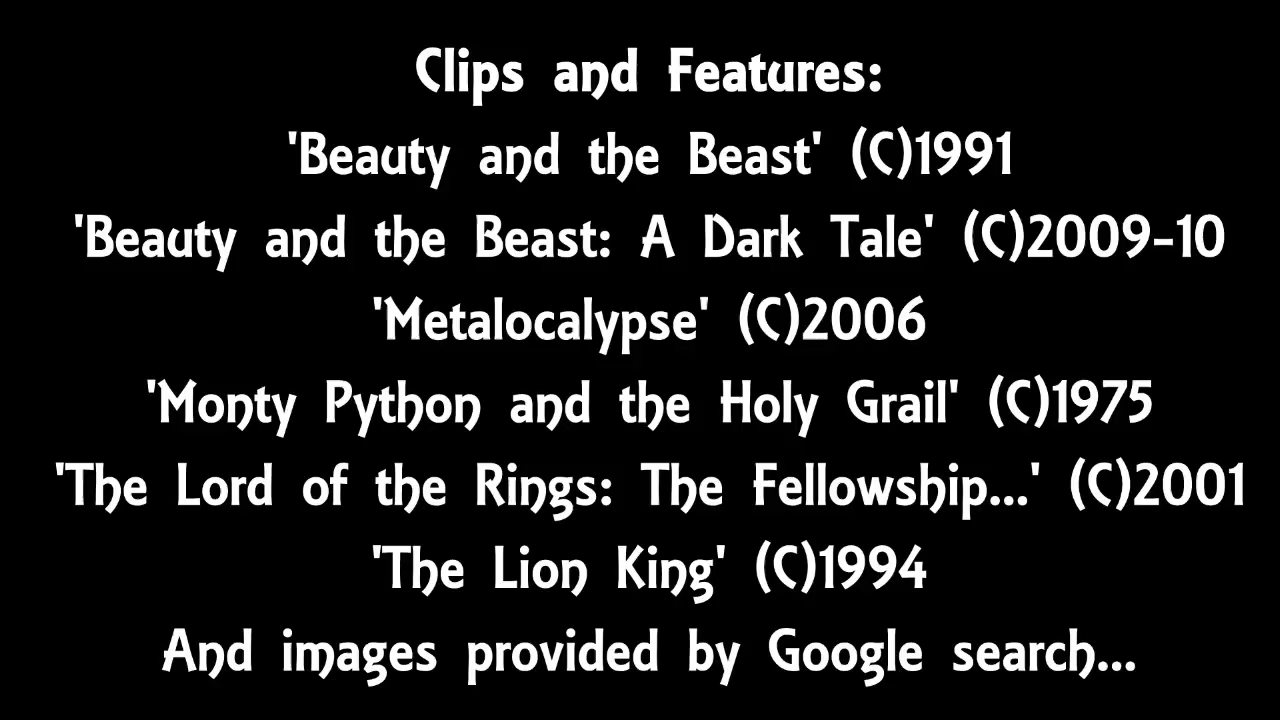 Clips and Features:
'Beauty and the Beast' (C)1991
'Beauty and the Beast: A Dark Tale' (C)2009-10
'Metalocalypse' (C)2006
'Monty Python and the Holy Grail' (C)1975
'The Lord of the Rings: The Fellowship...' (C)2001
'The Lion King' (C)1994
And images provided by Google search...